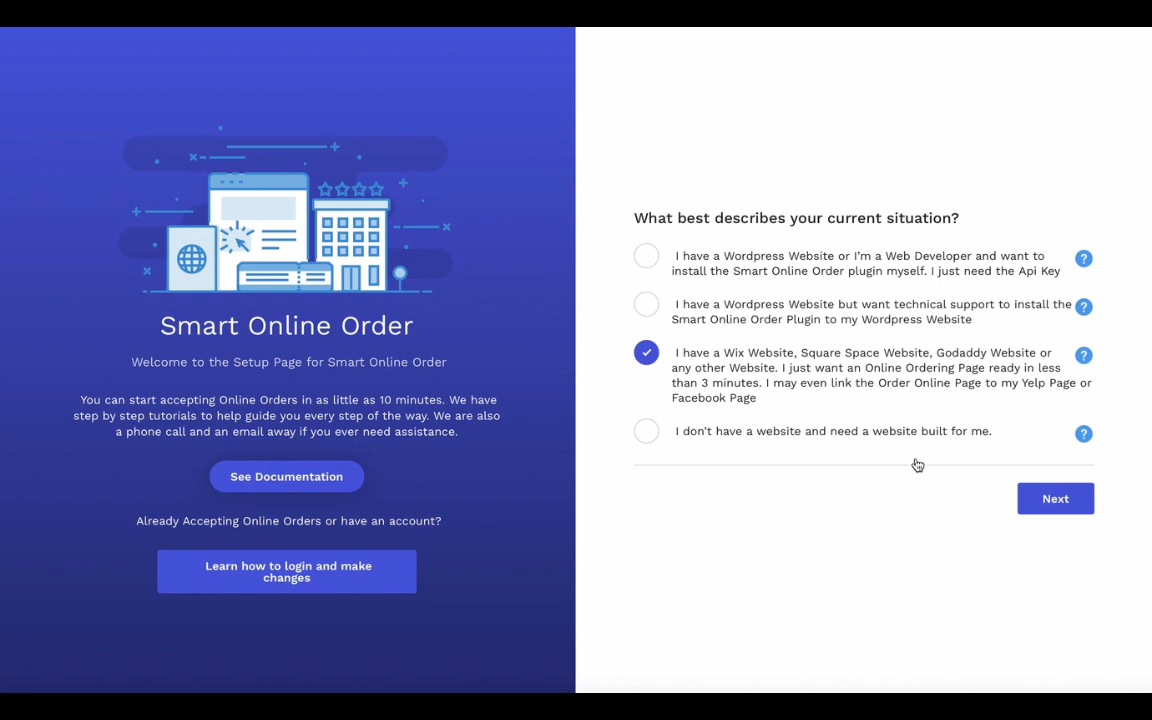 Smart Online Order
Welcome to the Setup Page for Smart Online Order
You can start accepting Online Orders in as little as 10 minutes. We have
step by step tutorials to help guide you every step of the way. We are also
a phone call and an email away if you ever need assistance.
See Documentation
Already Accepting Online Orders or have an account?
Learn how to login and make
changes
What best describes your current situation?
I have a Wordpress Website or I'm a Web Developer and want to
install the Smart Online Order plugin myself. I just need the Api Key
?
I have a Wordpress Website but want technical support to install the
Smart Online Order Plugin to my Wordpress Website
?
I have a Wix Website, Square Space Website, Godaddy Website or
any other Website. I just want an Online Ordering Page ready in less
than 3 minutes. I may even link the Order Online Page to my Yelp Page or
Facebook Page
?
I don't have a website and need a website built for me.
?
Next